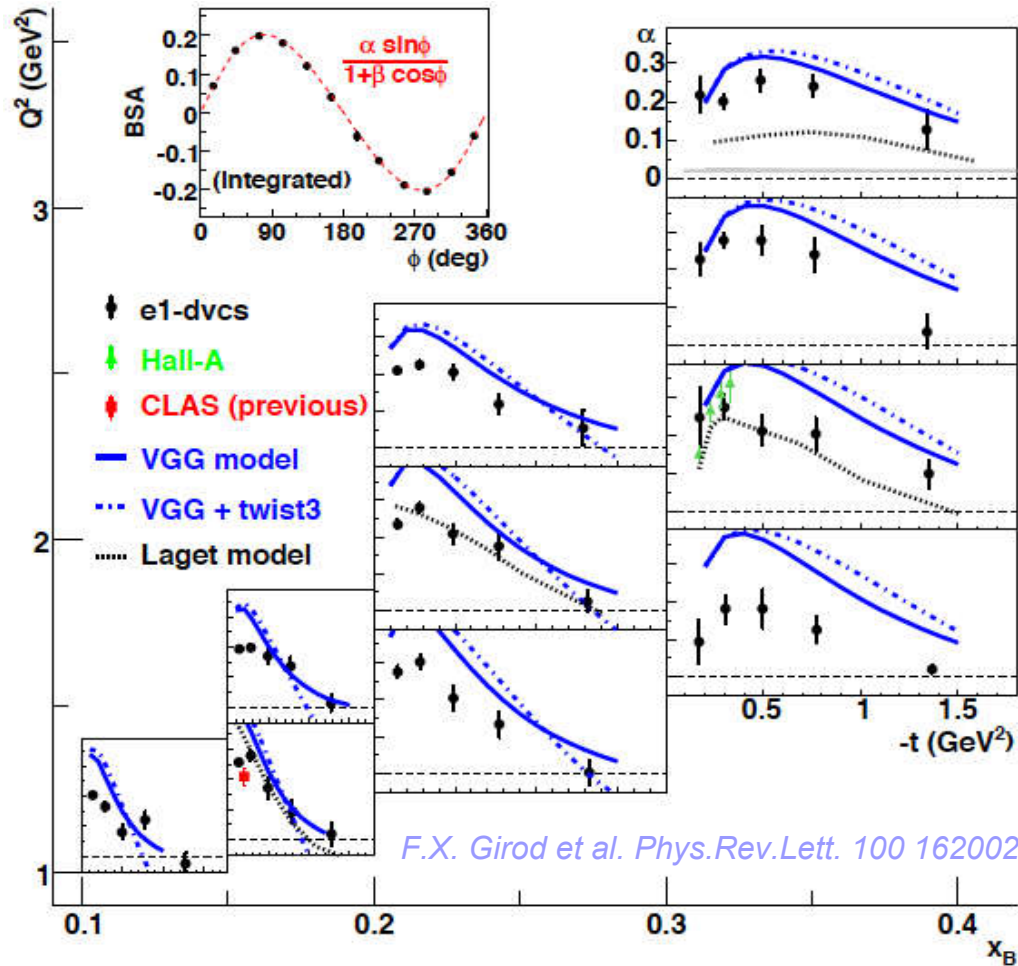 Q² (GeV²)
3
2
1
0.1
0.2
0.3
0.4
x_B
BSA
0.2
0.1
0
-0.1
-0.2
α sinϕ
1+β cosϕ
(Integrated)
0
90
180
270
360
ϕ (deg)
e1-dvcs
Hall-A
CLAS (previous)
VGG model
VGG + twist3
Laget model
α
0.3
0.2
0.1
0
0.5
1
1.5
-t (GeV²)
F.X. Girod et al. Phys.Rev.Lett. 100 162002